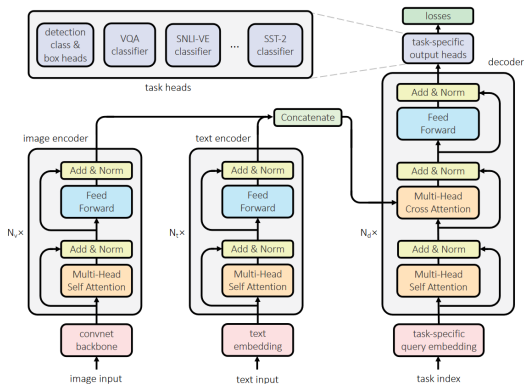 losses
detection
class &
box heads
VQA
classifier
SNLI-VE
classifier
...
SST-2
classifier
task heads
task-specific
output heads
decoder
Add & Norm
Feed
Forward
Add & Norm
Multi-Head
Cross Attention
N_d×
Add & Norm
Multi-Head
Self Attention
task-specific
query embedding
task index
Concatenate
image encoder
Add & Norm
Feed
Forward
N_v×
Add & Norm
Multi-Head
Self Attention
convnet
backbone
image input
text encoder
Add & Norm
Feed
Forward
N_t×
Add & Norm
Multi-Head
Self Attention
text
embedding
text input